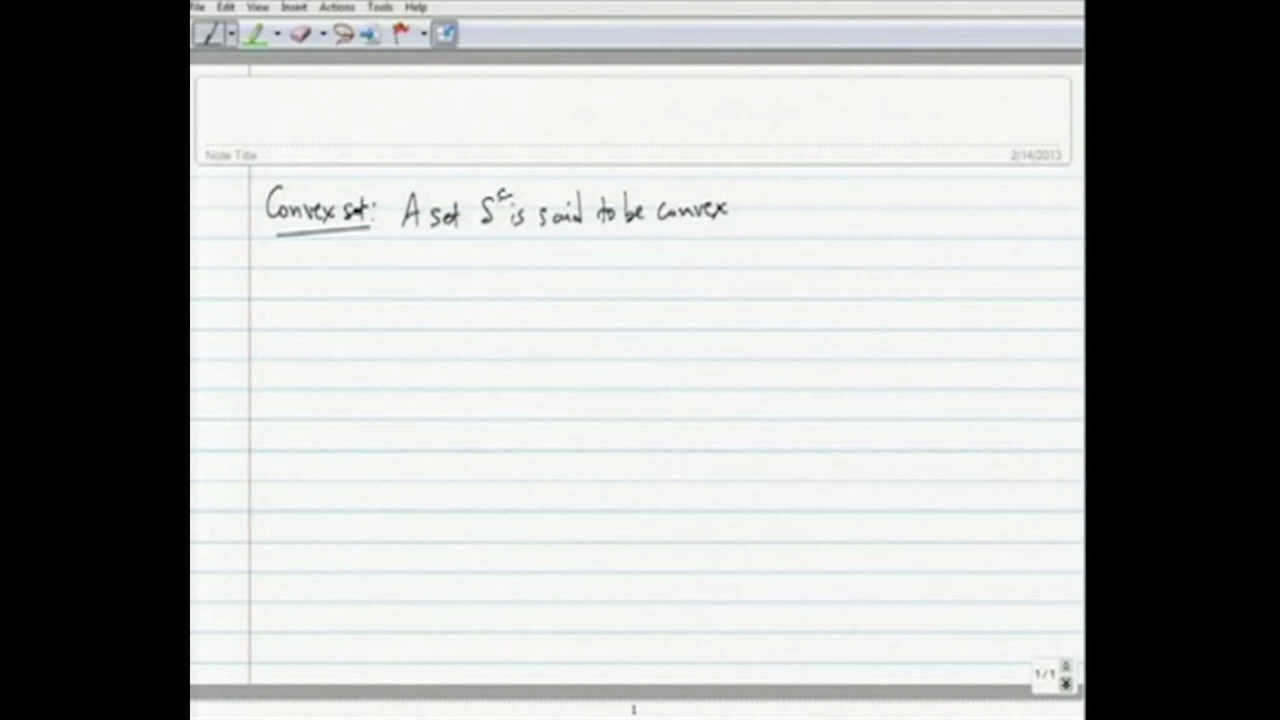 File Edit View Insert Actions Tools Help
Note Title 2/14/2013
Convex set: A set S⊂ is said to be convex
1/1
1